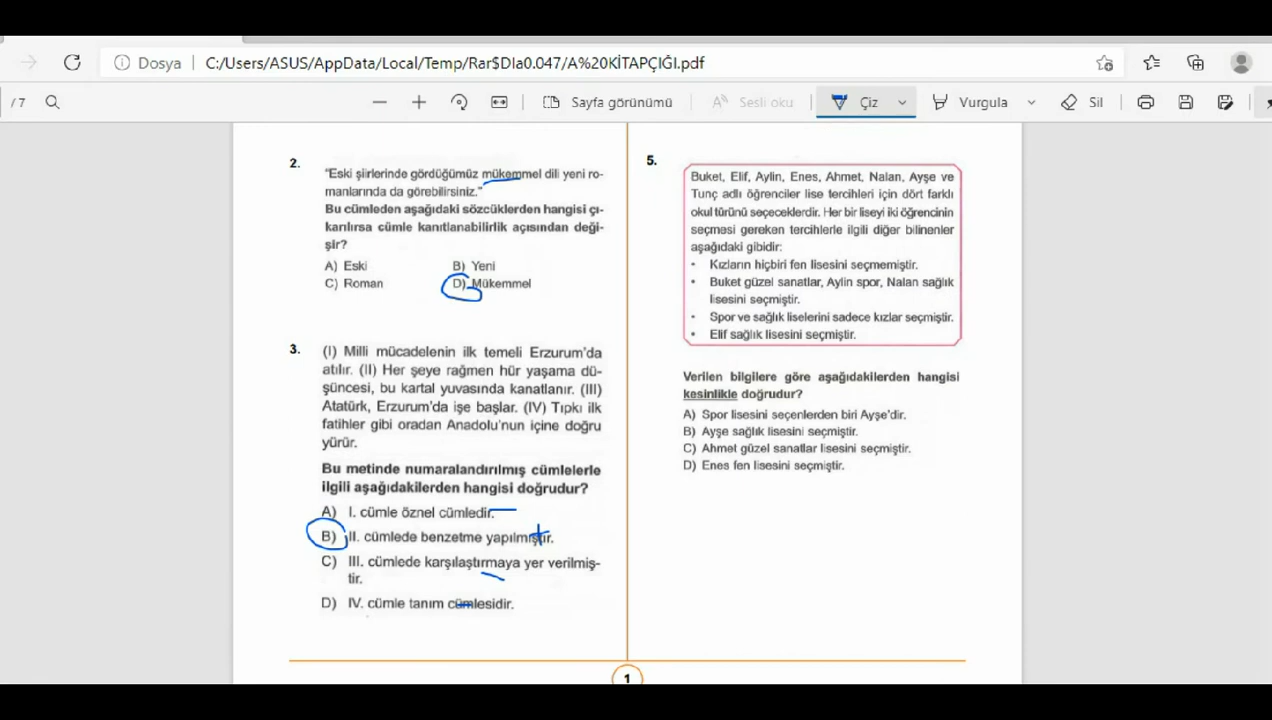 Dosya C:/Users/ASUS/AppData/Local/Temp/Rar$DIa0.047/A%20KİTAPÇIĞI.pdf
/ 7 Sayfa görünümü Sesli oku Çiz Vurgula Sil
2.
"Eski şiirlerinde gördüğümüz mükemmel dili yeni ro-
manlarında da görebilirsiniz."
Bu cümleden aşağıdaki sözcüklerden hangisi çı-
karılırsa cümle kanıtlanabilirlik açısından deği-
şir?
A) Eski B) Yeni
C) Roman D) Mükemmel
3.
(I) Milli mücadelenin ilk temeli Erzurum'da
atılır. (II) Her şeye rağmen hür yaşama dü-
şüncesi, bu kartal yuvasında kanatlanır. (III)
Atatürk, Erzurum'da işe başlar. (IV) Tıpkı ilk
fatihler gibi oradan Anadolu'nun içine doğru
yürür.
Bu metinde numaralandırılmış cümlelerle
ilgili aşağıdakilerden hangisi doğrudur?
A) I. cümle öznel cümledir.
B) II. cümlede benzetme yapılmıştır.
C) III. cümlede karşılaştırmaya yer verilmiş-
tir.
D) IV. cümle tanım cümlesidir.
5.
Buket, Elif, Aylin, Enes, Ahmet, Nalan, Ayşe ve
Tunç adlı öğrenciler lise tercihleri için dört farklı
okul türünü seçeceklerdir. Her bir liseyi iki öğrencinin
seçmesi gereken tercihlerle ilgili diğer bilinenler
aşağıdaki gibidir:
• Kızların hiçbiri fen lisesini seçmemiştir.
• Buket güzel sanatlar, Aylin spor, Nalan sağlık
lisesini seçmiştir.
• Spor ve sağlık liselerini sadece kızlar seçmiştir.
• Elif sağlık lisesini seçmiştir.
Verilen bilgilere göre aşağıdakilerden hangisi
kesinlikle doğrudur?
A) Spor lisesini seçenlerden biri Ayşe'dir.
B) Ayşe sağlık lisesini seçmiştir.
C) Ahmet güzel sanatlar lisesini seçmiştir.
D) Enes fen lisesini seçmiştir.
1